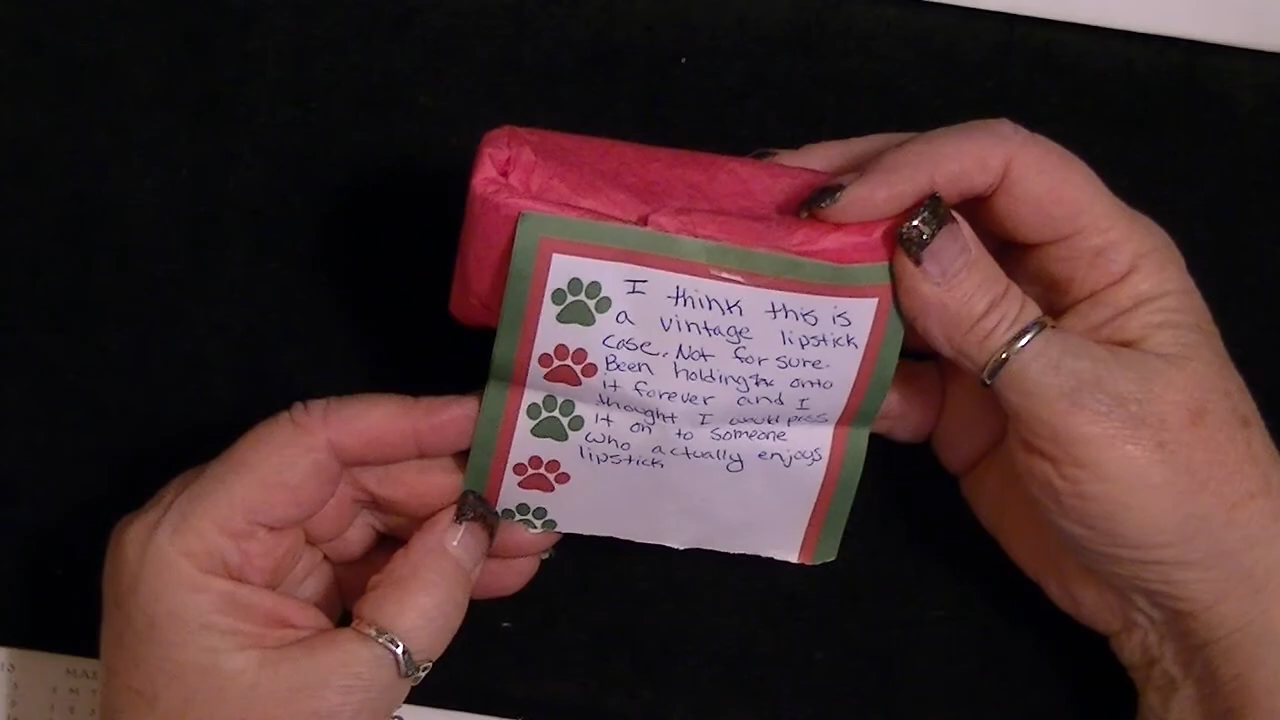 I think this is
a vintage lipstick
case. Not for sure.
Been holding onto
it forever and I
thought I would pass
it on to someone
who actually enjoys
lipstick